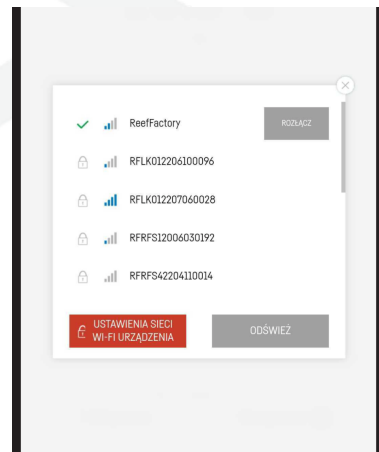 ReefFactory ROZŁĄCZ
RFLK012206100096
RFLK012207060028
RFRFS12006030192
RFRFS42204110014
USTAWIENIA SIECI
WI-FI URZĄDZENIA
ODŚWIEŻ